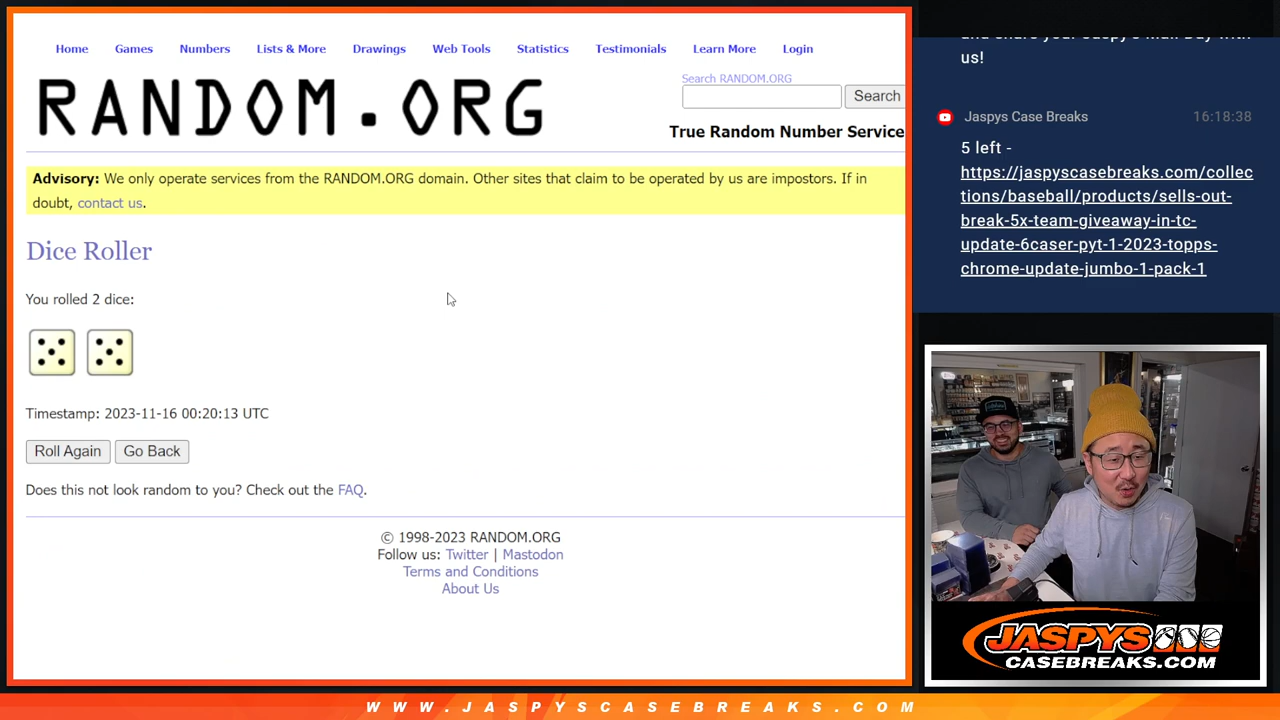 Home Games Numbers Lists & More Drawings Web Tools Statistics Testimonials Learn More Login
RANDOM.ORG
Search RANDOM.ORG
Search
True Random Number Service
Advisory: We only operate services from the RANDOM.ORG domain. Other sites that claim to be operated by us are impostors. If in
doubt, contact us.
Dice Roller
You rolled 2 dice:
Timestamp: 2023-11-16 00:20:13 UTC
Roll Again Go Back
Does this not look random to you? Check out the FAQ.
© 1998-2023 RANDOM.ORG
Follow us: Twitter | Mastodon
Terms and Conditions
About Us
us!
Jaspys Case Breaks 16:18:38
5 left -
https://jaspyscasebreaks.com/collec
tions/baseball/products/sells-out-
break-5x-team-giveaway-in-tc-
update-6caser-pyt-1-2023-topps-
chrome-update-jumbo-1-pack-1
JASPYS
CASEBREAKS.COM
WWW.JASPYSCASEBREAKS.COM